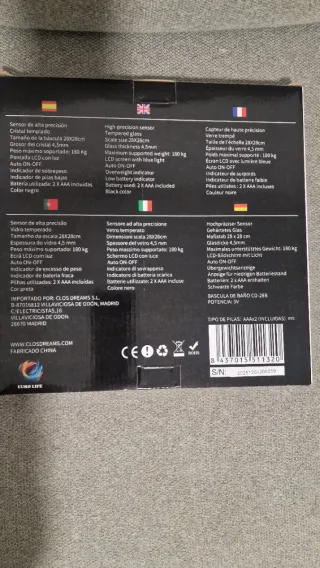 Sensor de alta precisión
Cristal templado
Tamaño de la báscula 28X28cm
Grosor del cristal 4,5mm
Peso máximo soportado: 180 kg
Pantalla LCD con luz
Auto ON-OFF
Indicador de sobrepeso
Indicador de pilas bajas
Batería utilizada: 2 X AAA incluidas
Color negro
High-precision sensor
Tempered glass
Scale size 28X28cm
Glass thickness 4,5mm
Maximum supported weight: 180 kg
LCD screen with blue light
Auto ON-OFF
Overweight indicator
Low battery indicator
Battery used: 2 X AAA included
Black color
Capteur de haute précision
Verre trempé
Taille de l'échelle 28X28cm
Épaisseur du verre 4,5 mm
Poids maximal supporté: 180 kg
Écran LCD avec lumière bleue
Auto ON-OFF
Indicateur de surpoids
Indicateur de batterie faible
Piles utilisées : 2 X AAA incluses
Couleur noire
Sensor de alta precisão
Vidro temperado
Tamanho da escala 28X28cm
Espessura do vidro 4,5 mm
Peso máximo suportado: 180 kg
Ecrã LCD com luz
Auto ON-OFF
Indicador de excesso de peso
Indicador de bateria fraca
Pilhas utilizadas: 2 X AAA incluídas
Cor preta
Sensore ad alta precisione
Vetro temperato
Dimensioni scala 28X28cm
Spessore del vetro 4,5 mm
Peso massimo supportato: 180 kg
Schermo LCD con luce
Auto ON-OFF
Indicatore di sovrappeso
Indicatore di batteria scarica
Batterie utilizzate: 2 X AAA incluse
Colore nero
Hochpräziser Sensor
Gehärtetes Glas
Maßstab 28 x 28 cm
Glasdicke 4,5mm
Maximales unterstütztes Gewicht: 180 kg
LCD-Bildschirm mit Licht
Auto ON-OFF
Übergewichtsanzeige
Anzeige für niedrigen Batteriestand
Batterien: 2 X AAA enthalten
Schwarze Farbe
IMPORTADO POR: CLOS DREAMS S.L.
VILLAVICIOSA DE ODÓN, MADRID
VILLAVICIOSA DE ODON
28670 MADRID
WWW.CLOSDREAMS.COM
FABRICADO CHINA
EURO LIFE
CE
ROHS
POTENCIA: 3V
TIPO DE PILAS: AAAx2 (INCLUIDAS)
8 437015 511320
S/N: